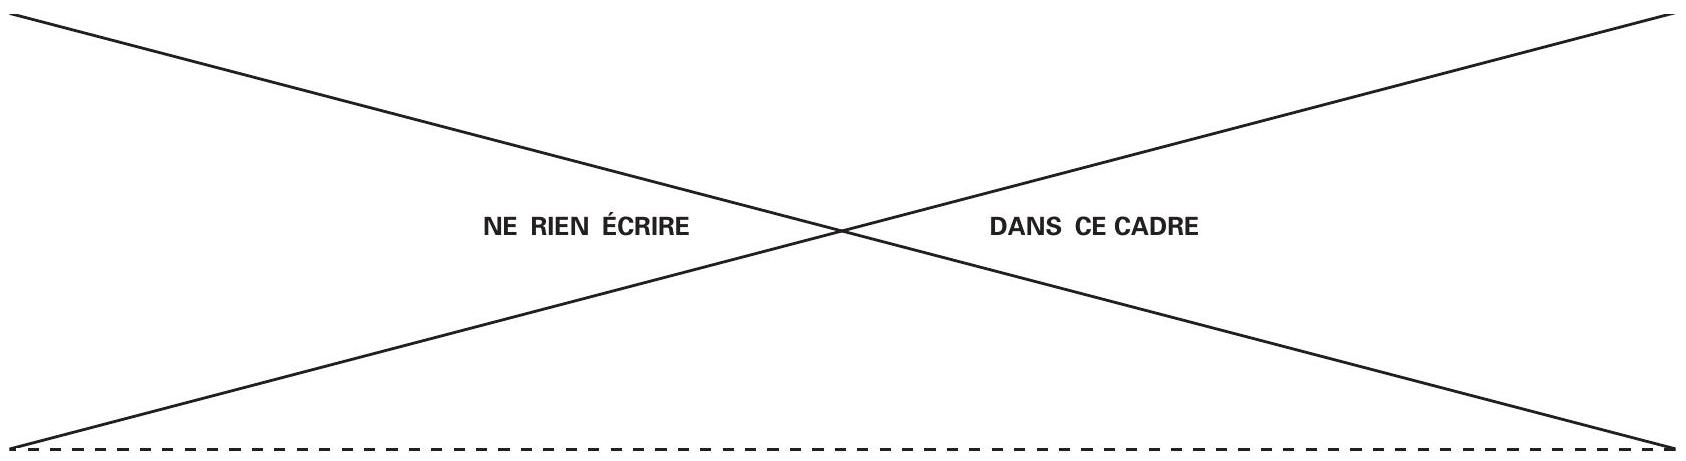 NE RIEN ÉCRIRE DANS CE CADRE